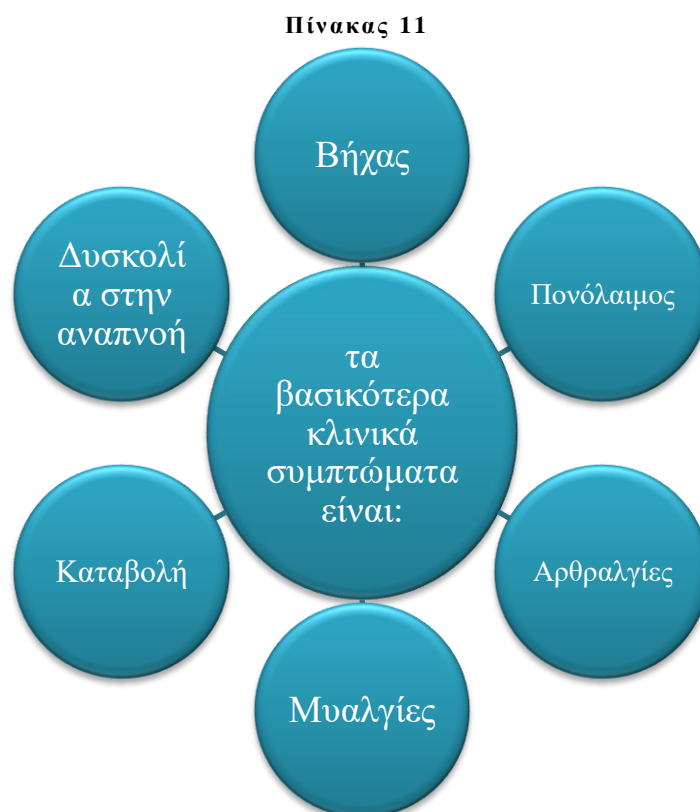 Πίνακας 11
Βήχας
Πονόλαιμος
Αρθραλγίες
Μυαλγίες
Καταβολή
Δυσκολί
α στην
αναπνοή
τα
βασικότερα
κλινικά
συμπτώματα
είναι: